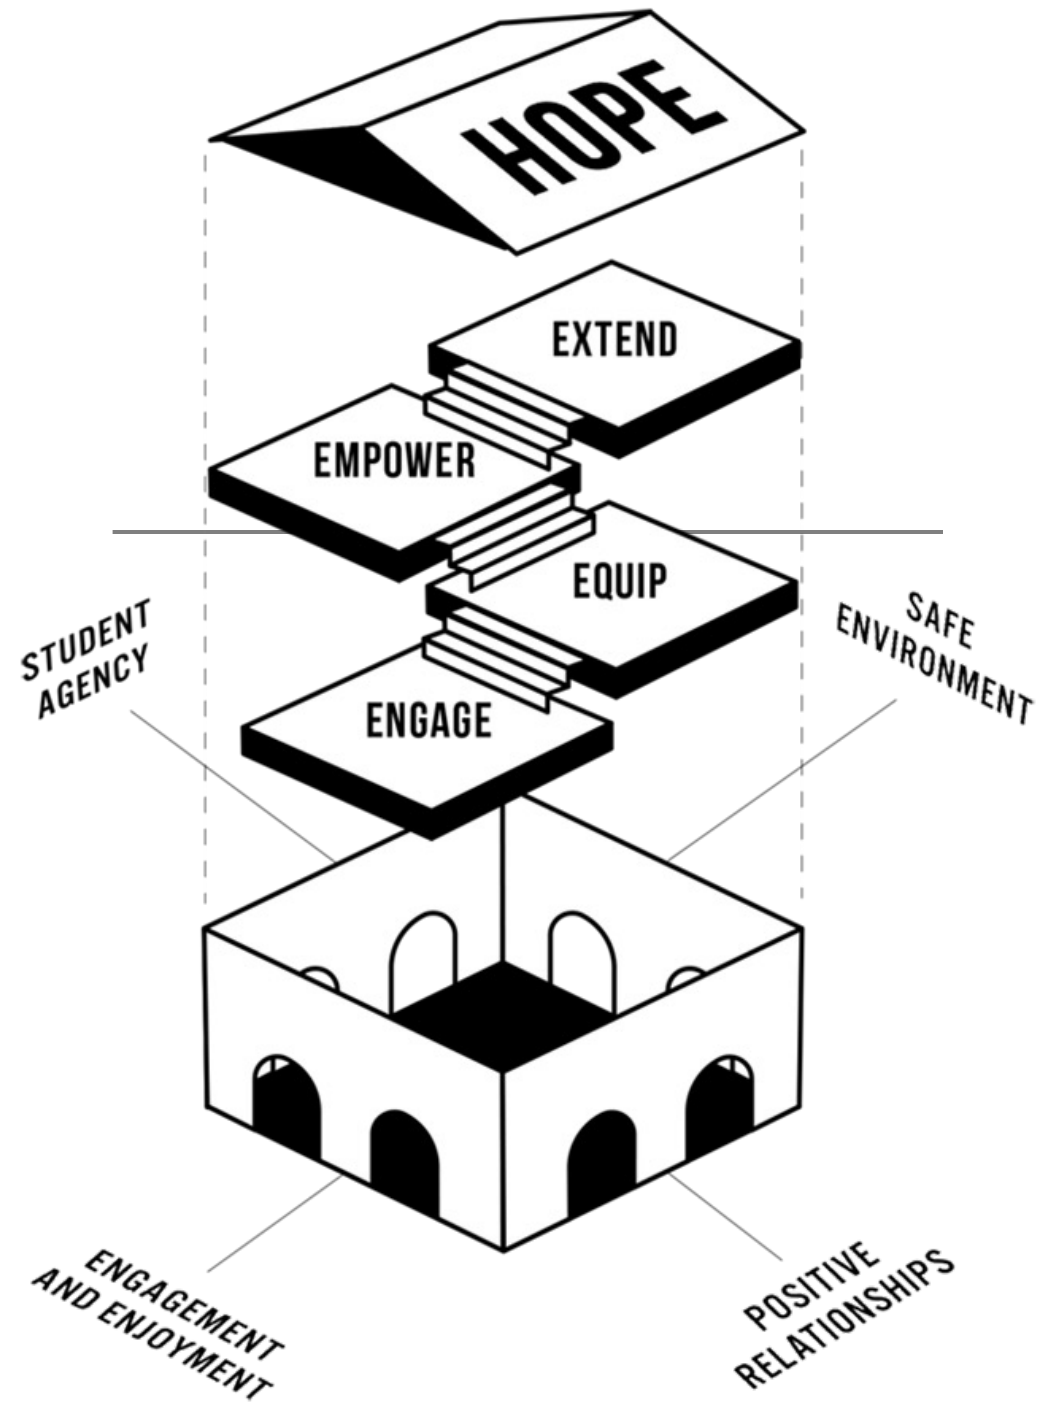 HOPE
EXTEND
EMPOWER
EQUIP
ENGAGE
STUDENT
AGENCY
SAFE
ENVIRONMENT
ENGAGEMENT
AND ENJOYMENT
POSITIVE
RELATIONSHIPS